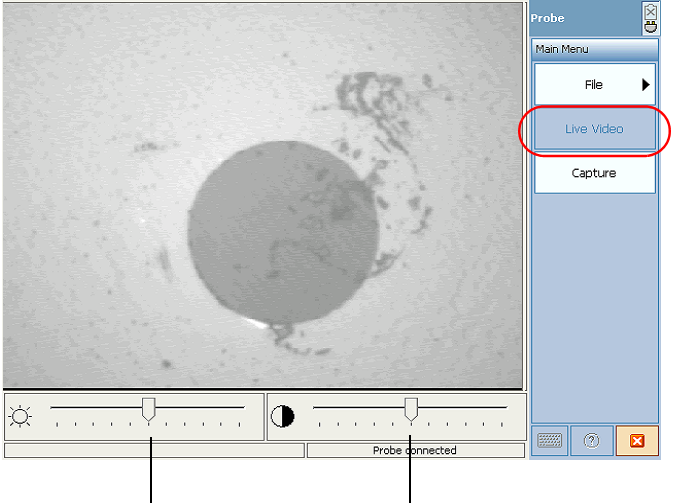 Probe
Main Menu
File
Live Video
Capture
Probe connected